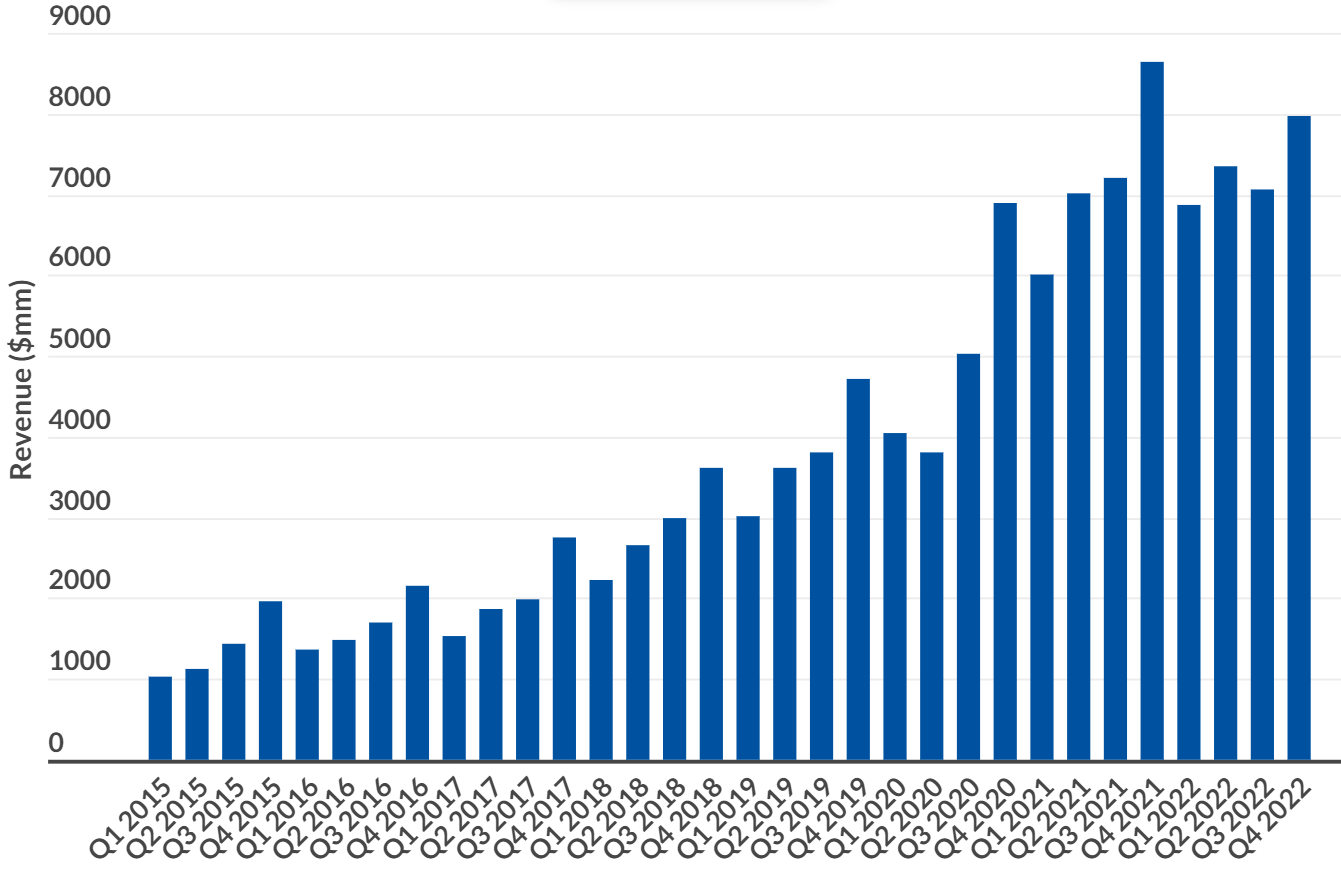 9000
8000
7000
6000
5000
4000
3000
2000
1000
0
Revenue ($mm)
Q1 2015
Q2 2015
Q3 2015
Q4 2015
Q1 2016
Q2 2016
Q3 2016
Q4 2016
Q1 2017
Q2 2017
Q3 2017
Q4 2017
Q1 2018
Q2 2018
Q3 2018
Q4 2018
Q1 2019
Q2 2019
Q3 2019
Q4 2019
Q1 2020
Q2 2020
Q3 2020
Q4 2020
Q1 2021
Q2 2021
Q3 2021
Q4 2021
Q1 2022
Q2 2022
Q3 2022
Q4 2022